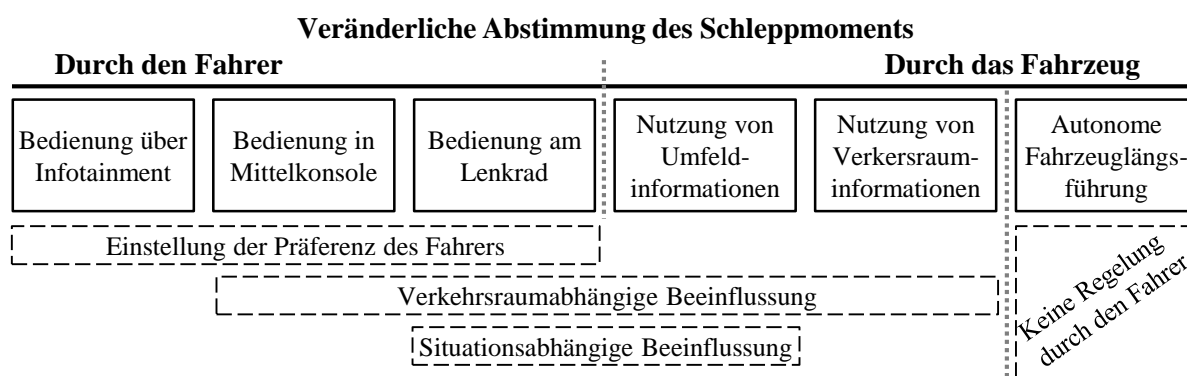 Veränderliche Abstimmung des Schleppmoments
Durch den Fahrer
Durch das Fahrzeug
Bedienung über
Infotainment
Bedienung in
Mittelkonsole
Bedienung am
Lenkrad
Nutzung von
Umfeld-
informationen
Nutzung von
Verkersraum-
informationen
Autonome
Fahrzeuglängs-
führung
Einstellung der Präferenz des Fahrers
Verkehrsraumabhängige Beeinflussung
Situationsabhängige Beeinflussung
Keine Regelung
durch den Fahrer